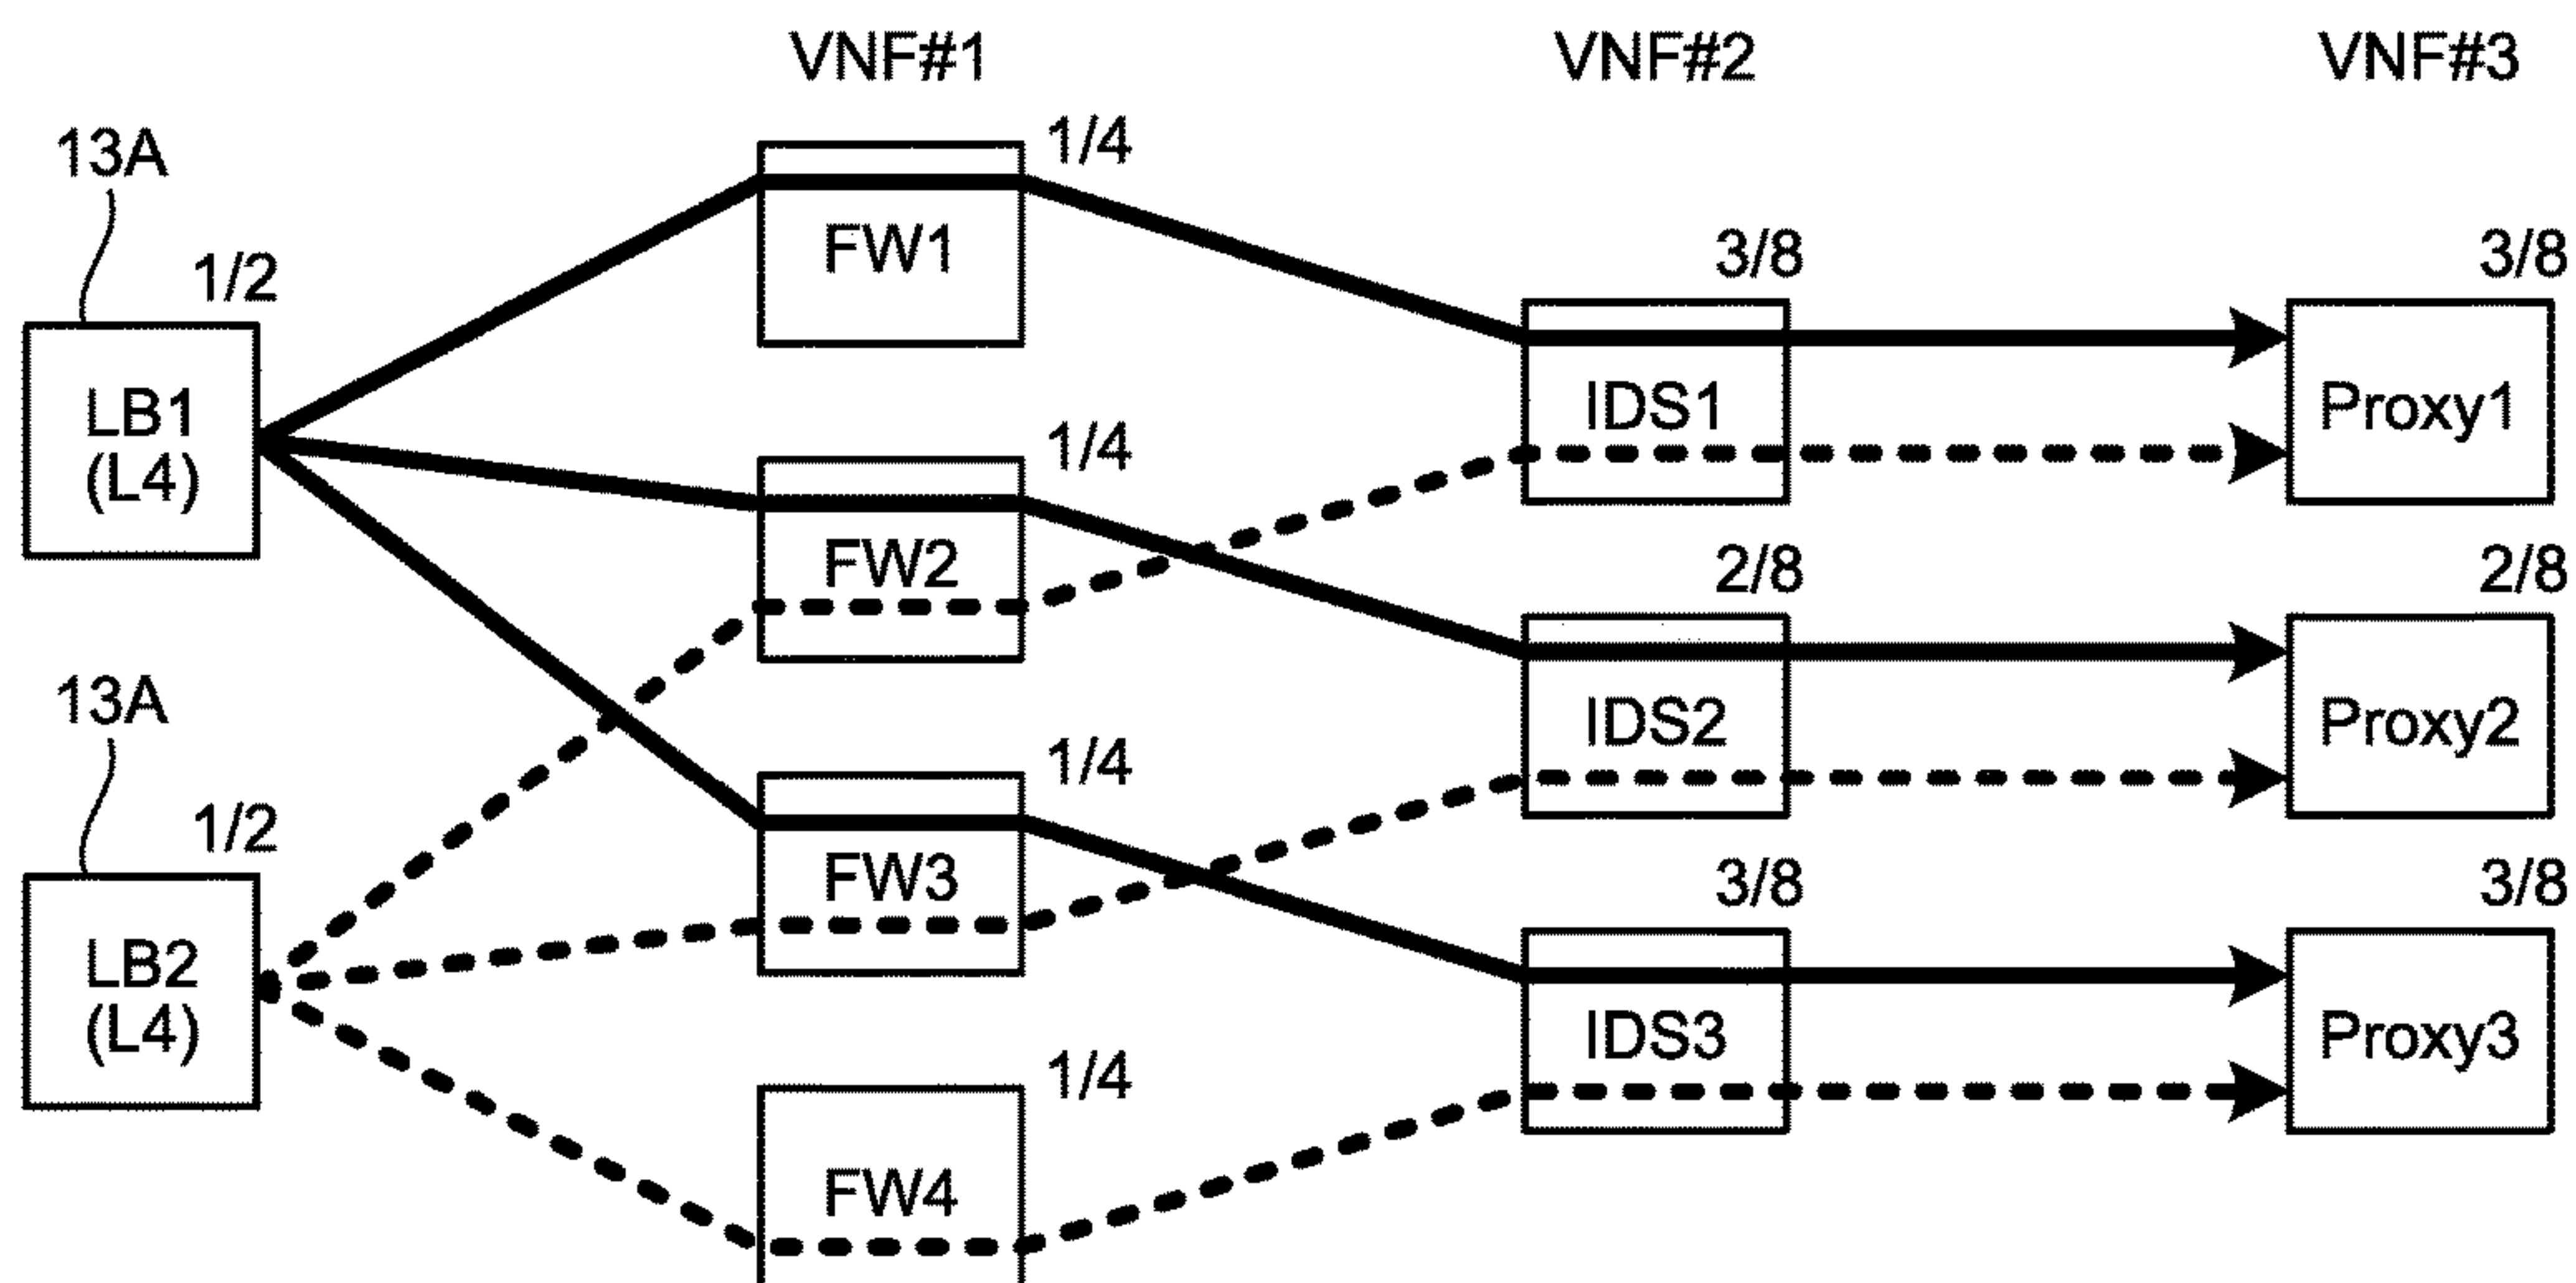 VNF#1
VNF#2
VNF#3
13A
1/2
LB1
(L4)
13A
1/2
LB2
(L4)
1/4
FW1
1/4
FW2
1/4
FW3
1/4
FW4
3/8
IDS1
2/8
IDS2
3/8
IDS3
3/8
Proxy1
2/8
Proxy2
3/8
Proxy3